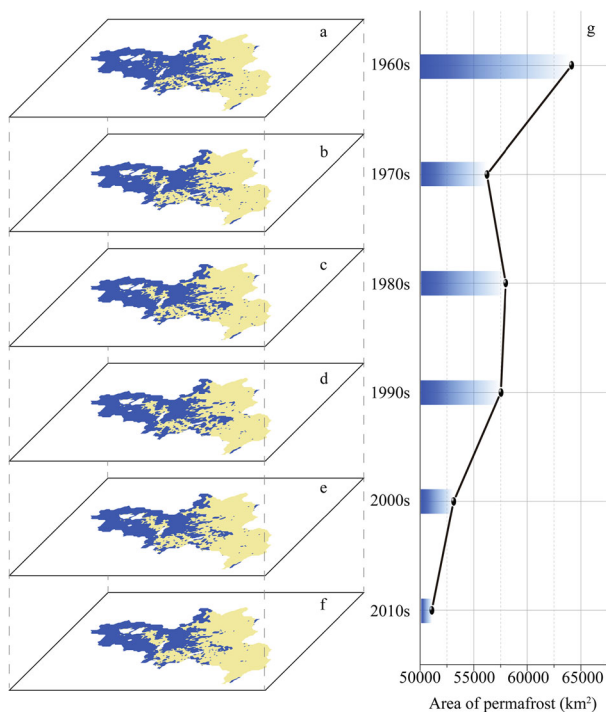 a
b
c
d
e
f
g
1960s
1970s
1980s
1990s
2000s
2010s
50000 55000 60000 65000
Area of permafrost (km²)